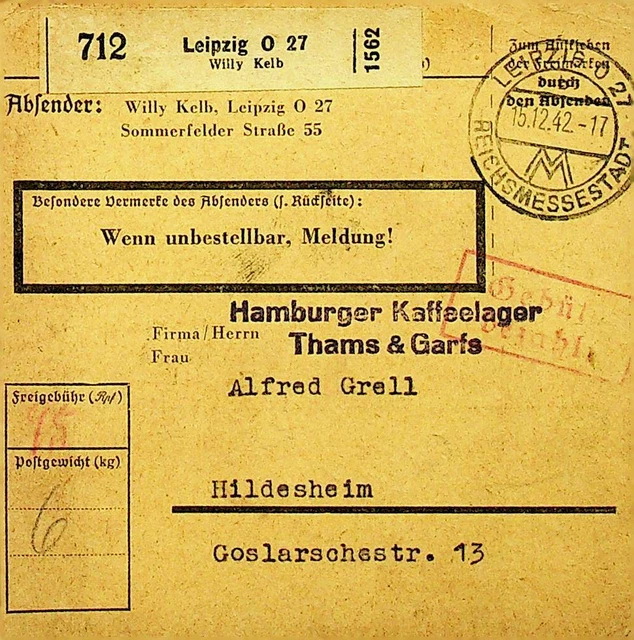 712
Leipzig O 27
Willy Kelb
1562
Zum Aufkleben
der Freimarken
durch
den Absender
LEIPZIG O 27
15.12.42.-17
REICHSMESSESTADT
Absender: Willy Kelb, Leipzig O 27
Sommerfelder Straße 55
Besondere Vermerke des Absenders (s. Rückseite):
Wenn unbestellbar, Meldung!
Hamburger Kaffeelager
Thams & Garfs
Firma/Herrn
Frau
Alfred Grell
Freigebühr (Rpf)
Postgewicht (kg)
6
Hildesheim
Goslarschestr. 13